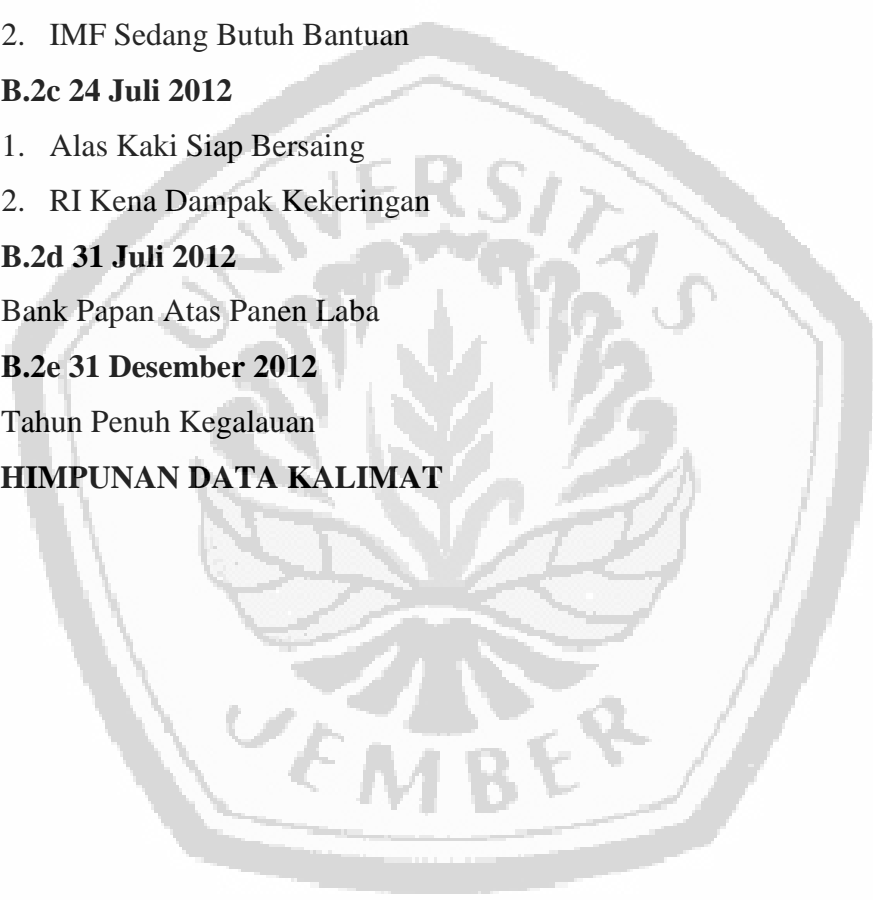 2. IMF Sedang Butuh Bantuan
B.2c 24 Juli 2012
1. Alas Kaki Siap Bersaing
2. RI Kena Dampak Kekeringan
B.2d 31 Juli 2012
Bank Papan Atas Panen Laba
B.2e 31 Desember 2012
Tahun Penuh Kegalauan
HIMPUNAN DATA KALIMAT
UNIVERSITAS
JEMBER